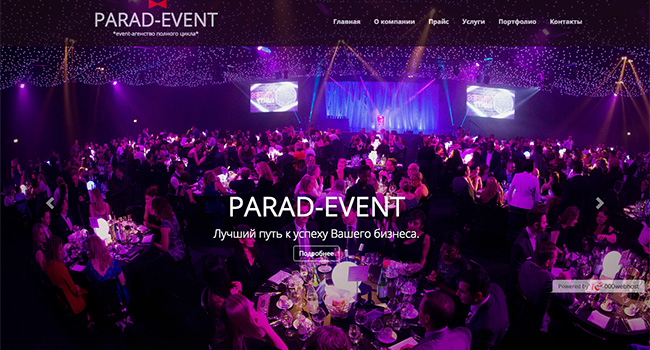 PARAD-EVENT
*event-агенство полного цикла*
Главная О компании Прайс Услуги Портфолио Контакты
PARAD-EVENT
Лучший путь к успеху Вашего бизнеса.
Подробнее
Powered by 000webhost